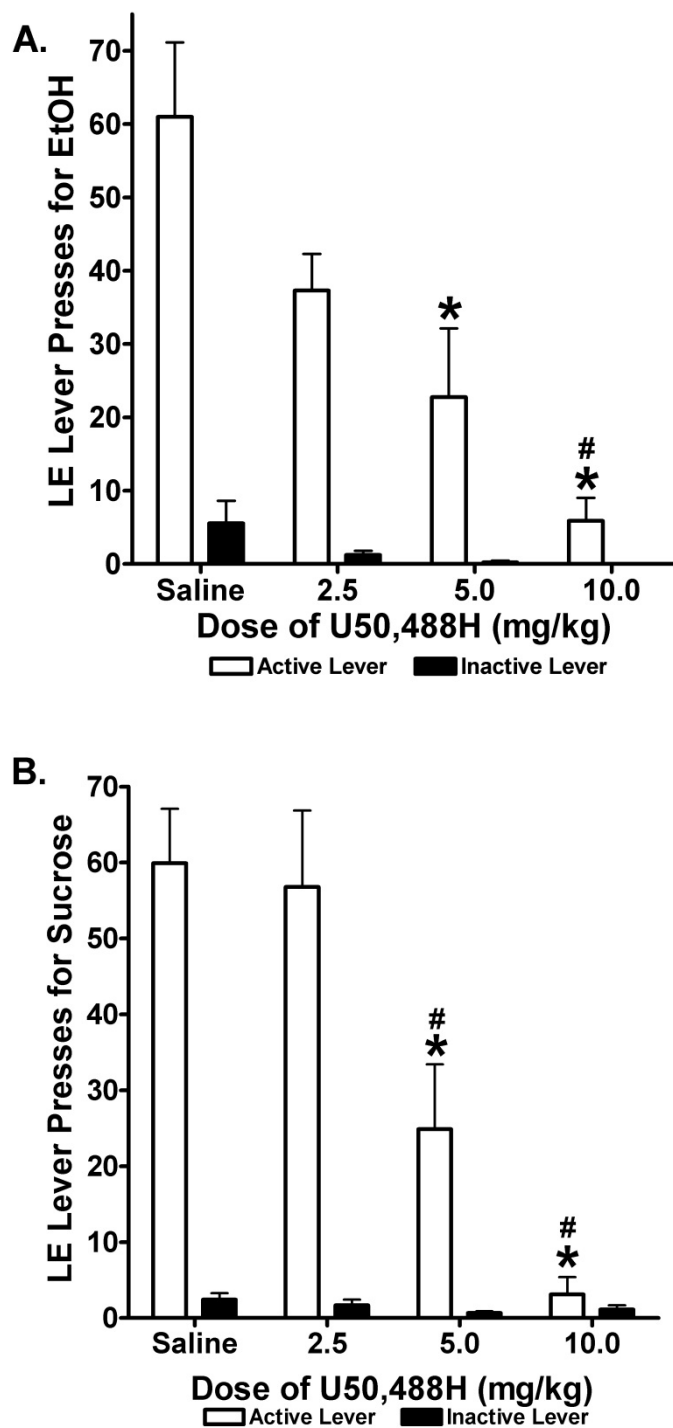 A.
LE Lever Presses for EtOH
70
60
50
40
30
20
10
0
*
#
*
Saline 2.5 5.0 10.0
Dose of U50,488H (mg/kg)
Active Lever Inactive Lever
B.
LE Lever Presses for Sucrose
70
60
50
40
30
20
10
0
#
*
#
*
Saline 2.5 5.0 10.0
Dose of U50,488H (mg/kg)
Active Lever Inactive Lever